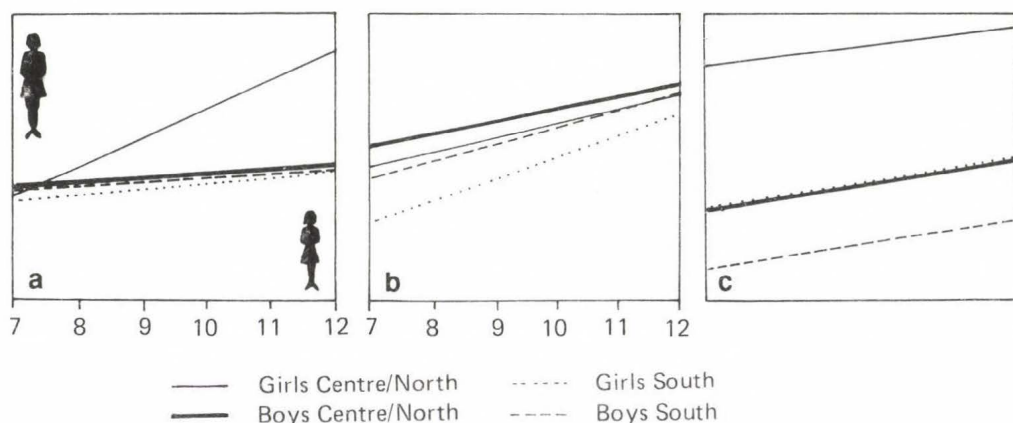 a
b
c
7 8 9 10 11 12
7 8 9 10 11 12
Girls Centre/North
Girls South
Boys Centre/North
Boys South